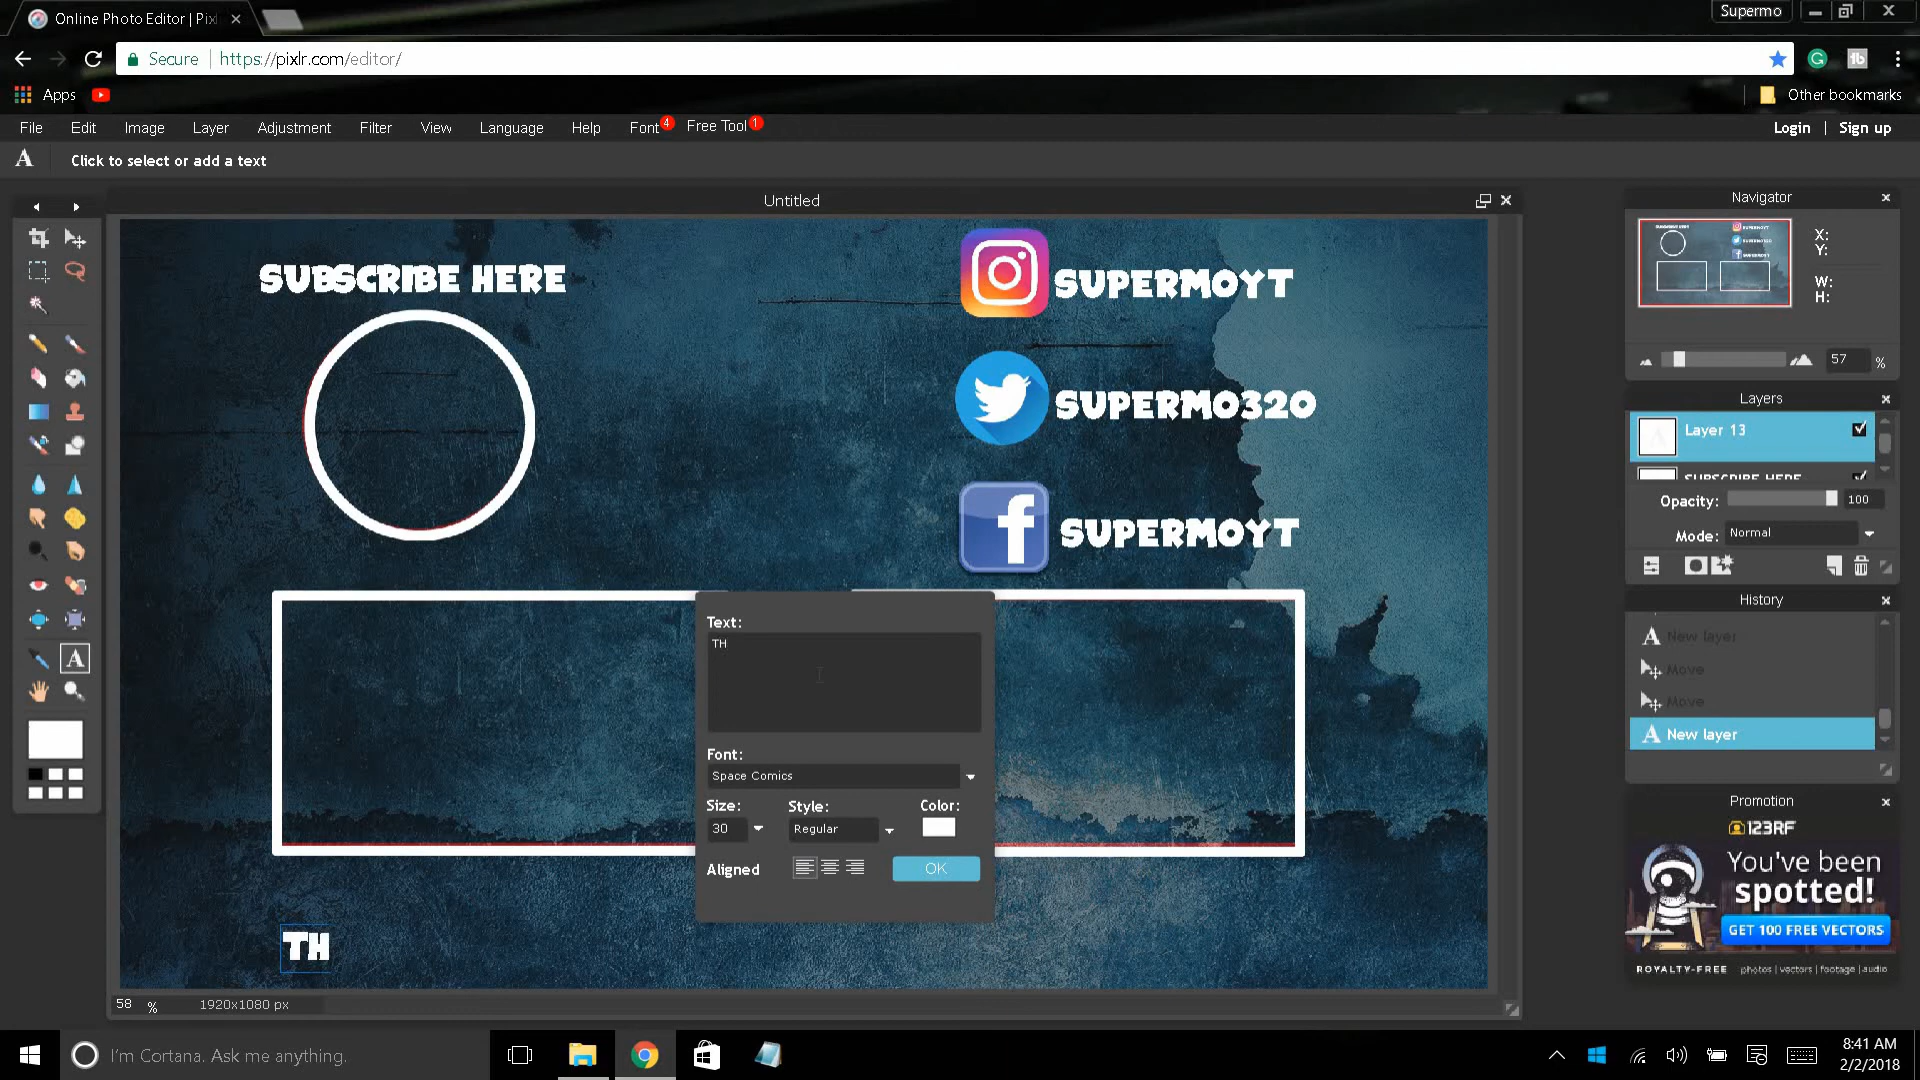 Online Photo Editor | Pixl
Supermo
Secure
https://pixlr.com/editor/
Apps
Other bookmarks
File Edit Image Layer Adjustment Filter View Language Help Font 4 Free Tool 1
Login | Sign up
A
Click to select or add a text
Untitled
SUBSCRIBE HERE
SUPERMOYT
SUPERMO320
SUPERMOYT
Text:
TH
Font:
Space Comics
Size:
Style:
Color:
30
Regular
Aligned
OK
TH
58 %
1920x1080 px
Navigator
X:
Y:
W:
H:
57 %
Layers
Layer 13
SUBSCRIBE HERE
Opacity:
100
Mode:
Normal
History
New layer
Move
Move
New layer
Promotion
123RF
You've been
spotted!
GET 100 FREE VECTORS
ROYALTY-FREE
photos | vectors | footage | audio
I'm Cortana. Ask me anything.
8:41 AM
2/2/2018